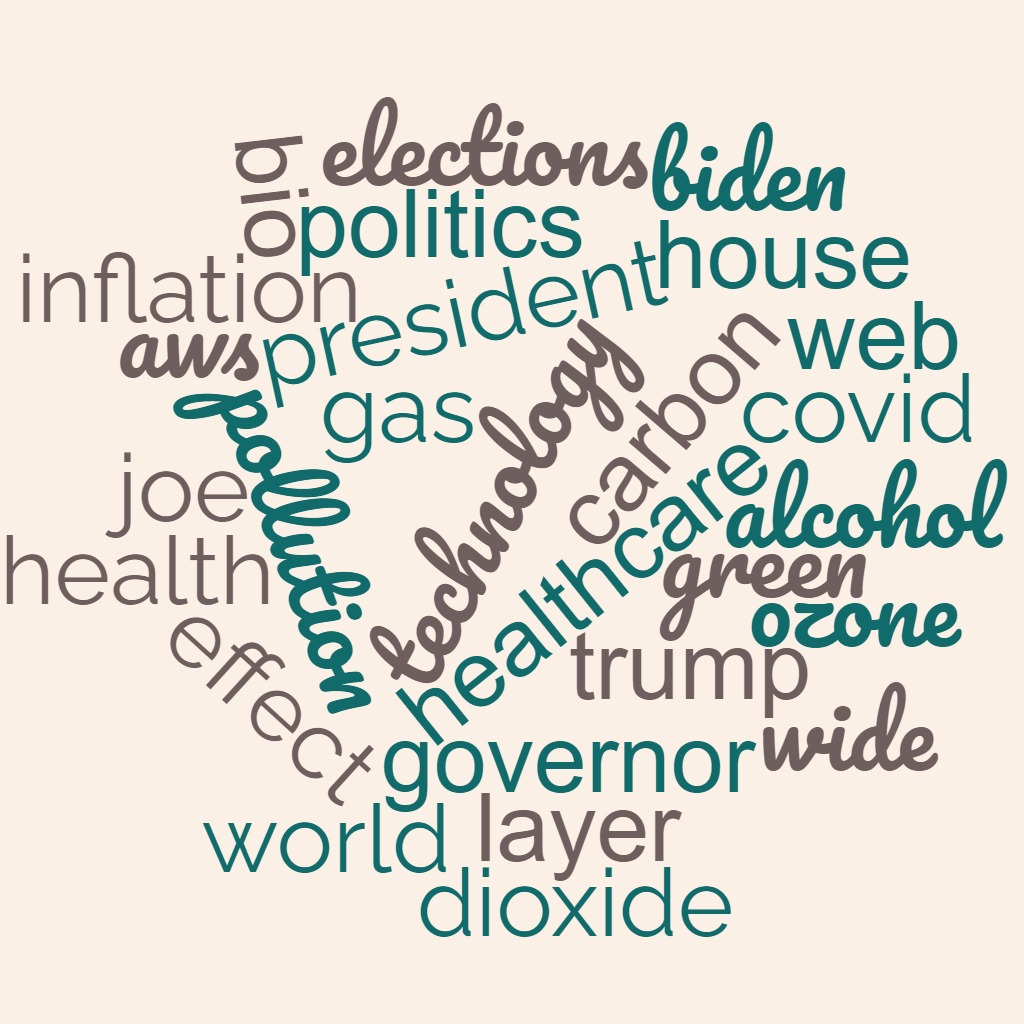 elections
biden
bio
politics
house
inflation
president
web
aws
technology
carbon
gas
covid
pollution
joe
healthcare
alcohol
health
green
ozone
effect
trump
governor
wide
world
layer
dioxide